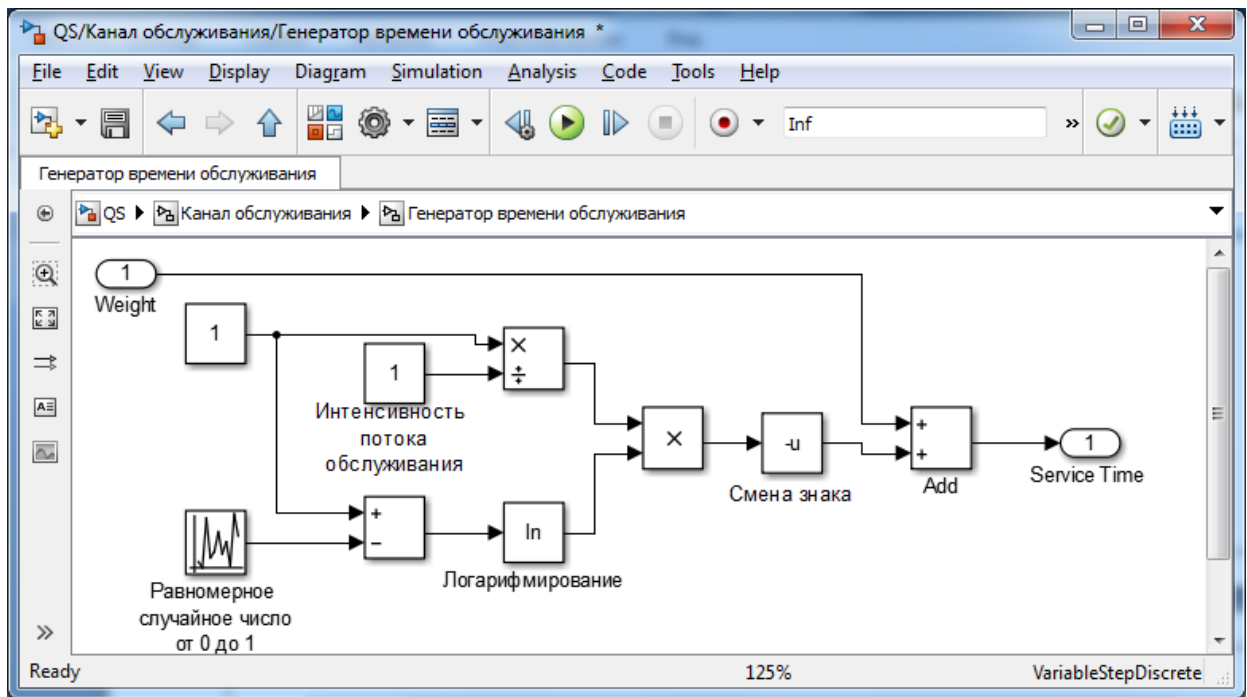 QS/Канал обслуживания/Генератор времени обслуживания *
File Edit View Display Diagram Simulation Analysis Code Tools Help
Inf »
Генератор времени обслуживания
QS Канал обслуживания Генератор времени обслуживания
1
Weight
1
×
÷
1
Интенсивность
потока
обслуживания
×
-u
Смена знака
+
+
Add
1
Service Time
+
−
ln
Логарифмирование
Равномерное
случайное число
от 0 до 1
Ready 125% VariableStepDiscrete